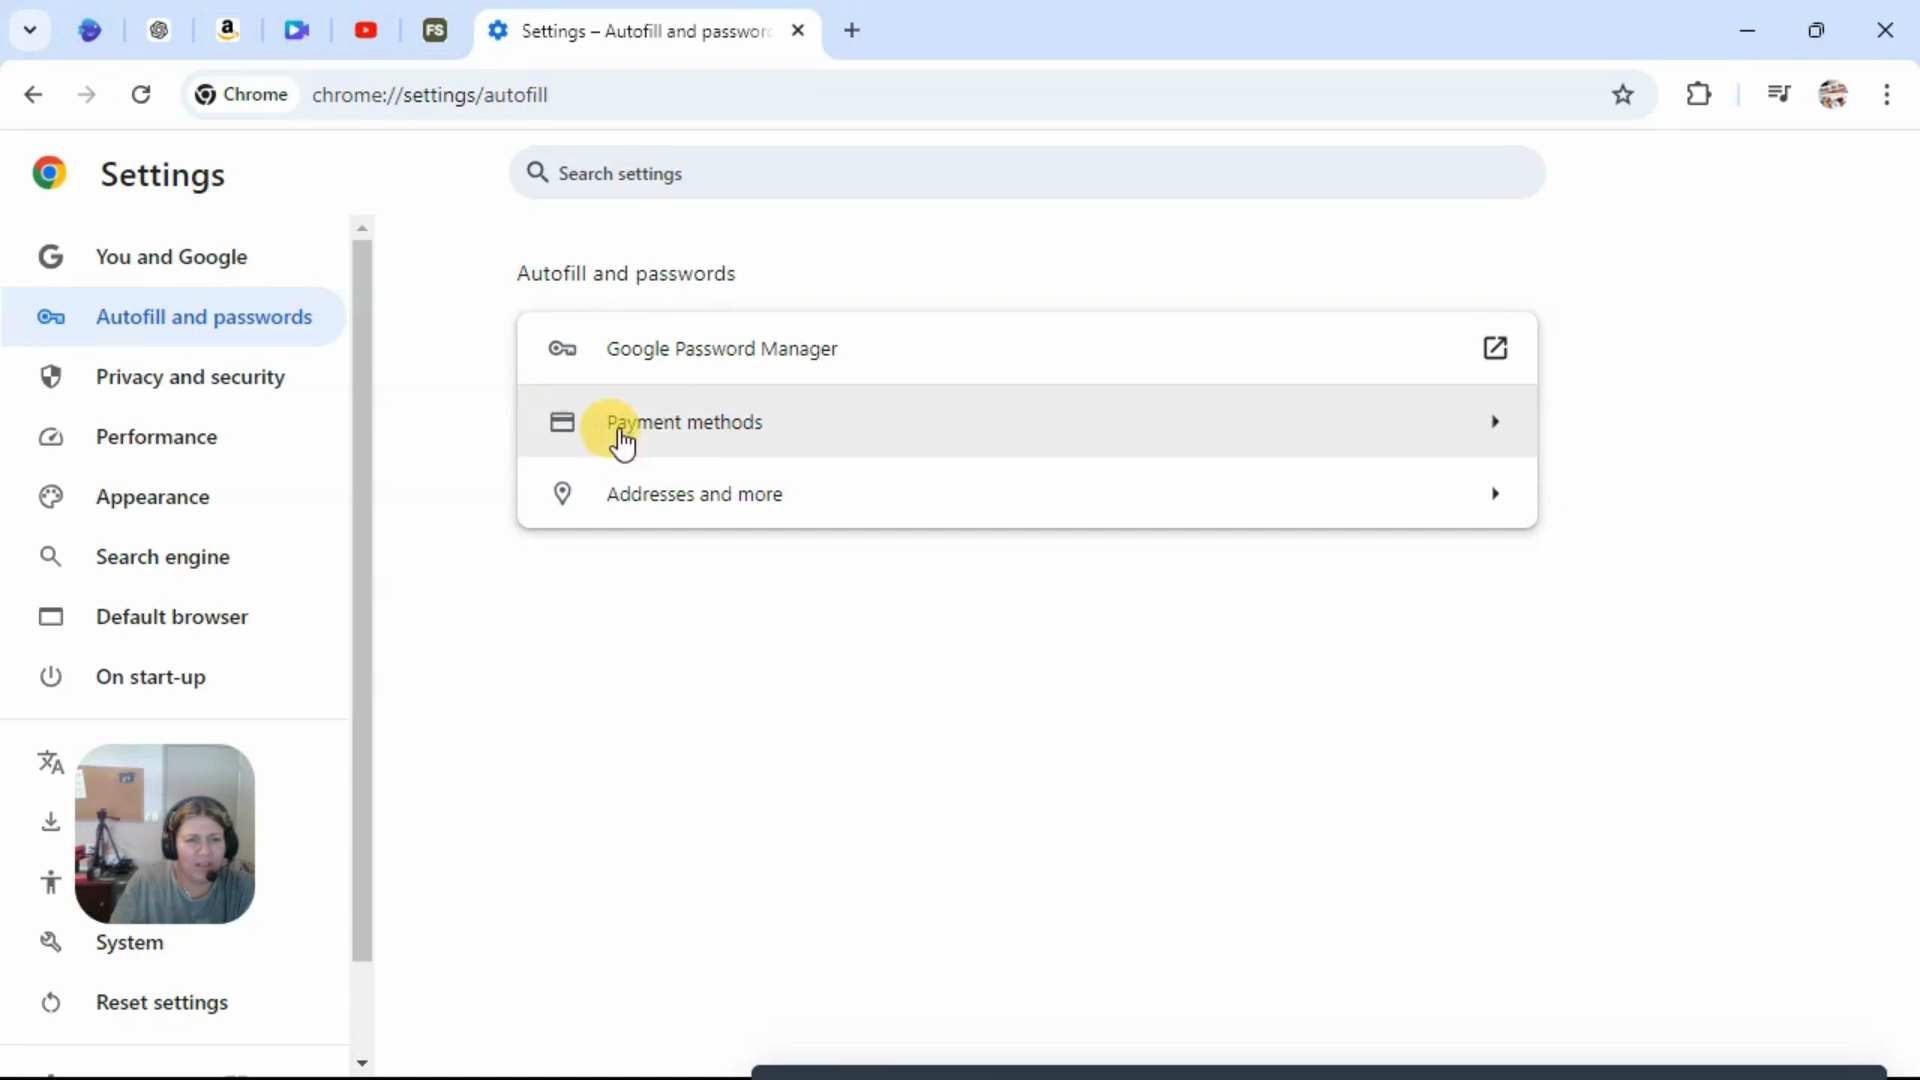 FS
Settings – Autofill and passwor
Chrome
chrome://settings/autofill
Settings
Search settings
You and Google
Autofill and passwords
Privacy and security
Performance
Appearance
Search engine
Default browser
On start-up
System
Reset settings
Autofill and passwords
Google Password Manager
Payment methods
Addresses and more